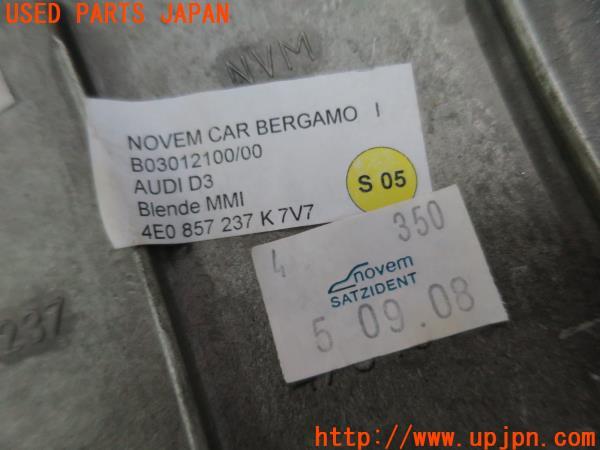 USED PARTS JAPAN
NVM
NOVEM CAR BERGAMO I
B03012100/00
AUDI D3
Blende MMI
4E0 857 237 K 7V7
S 05
4 350
novem
SATZIDENT
5 09.08
237
http://www.upjpn.com/